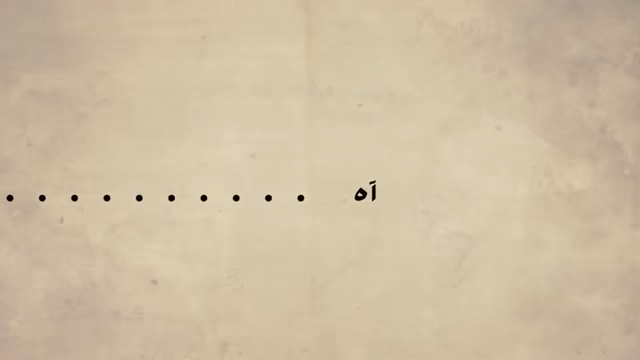 آه . . . . . . . . . .